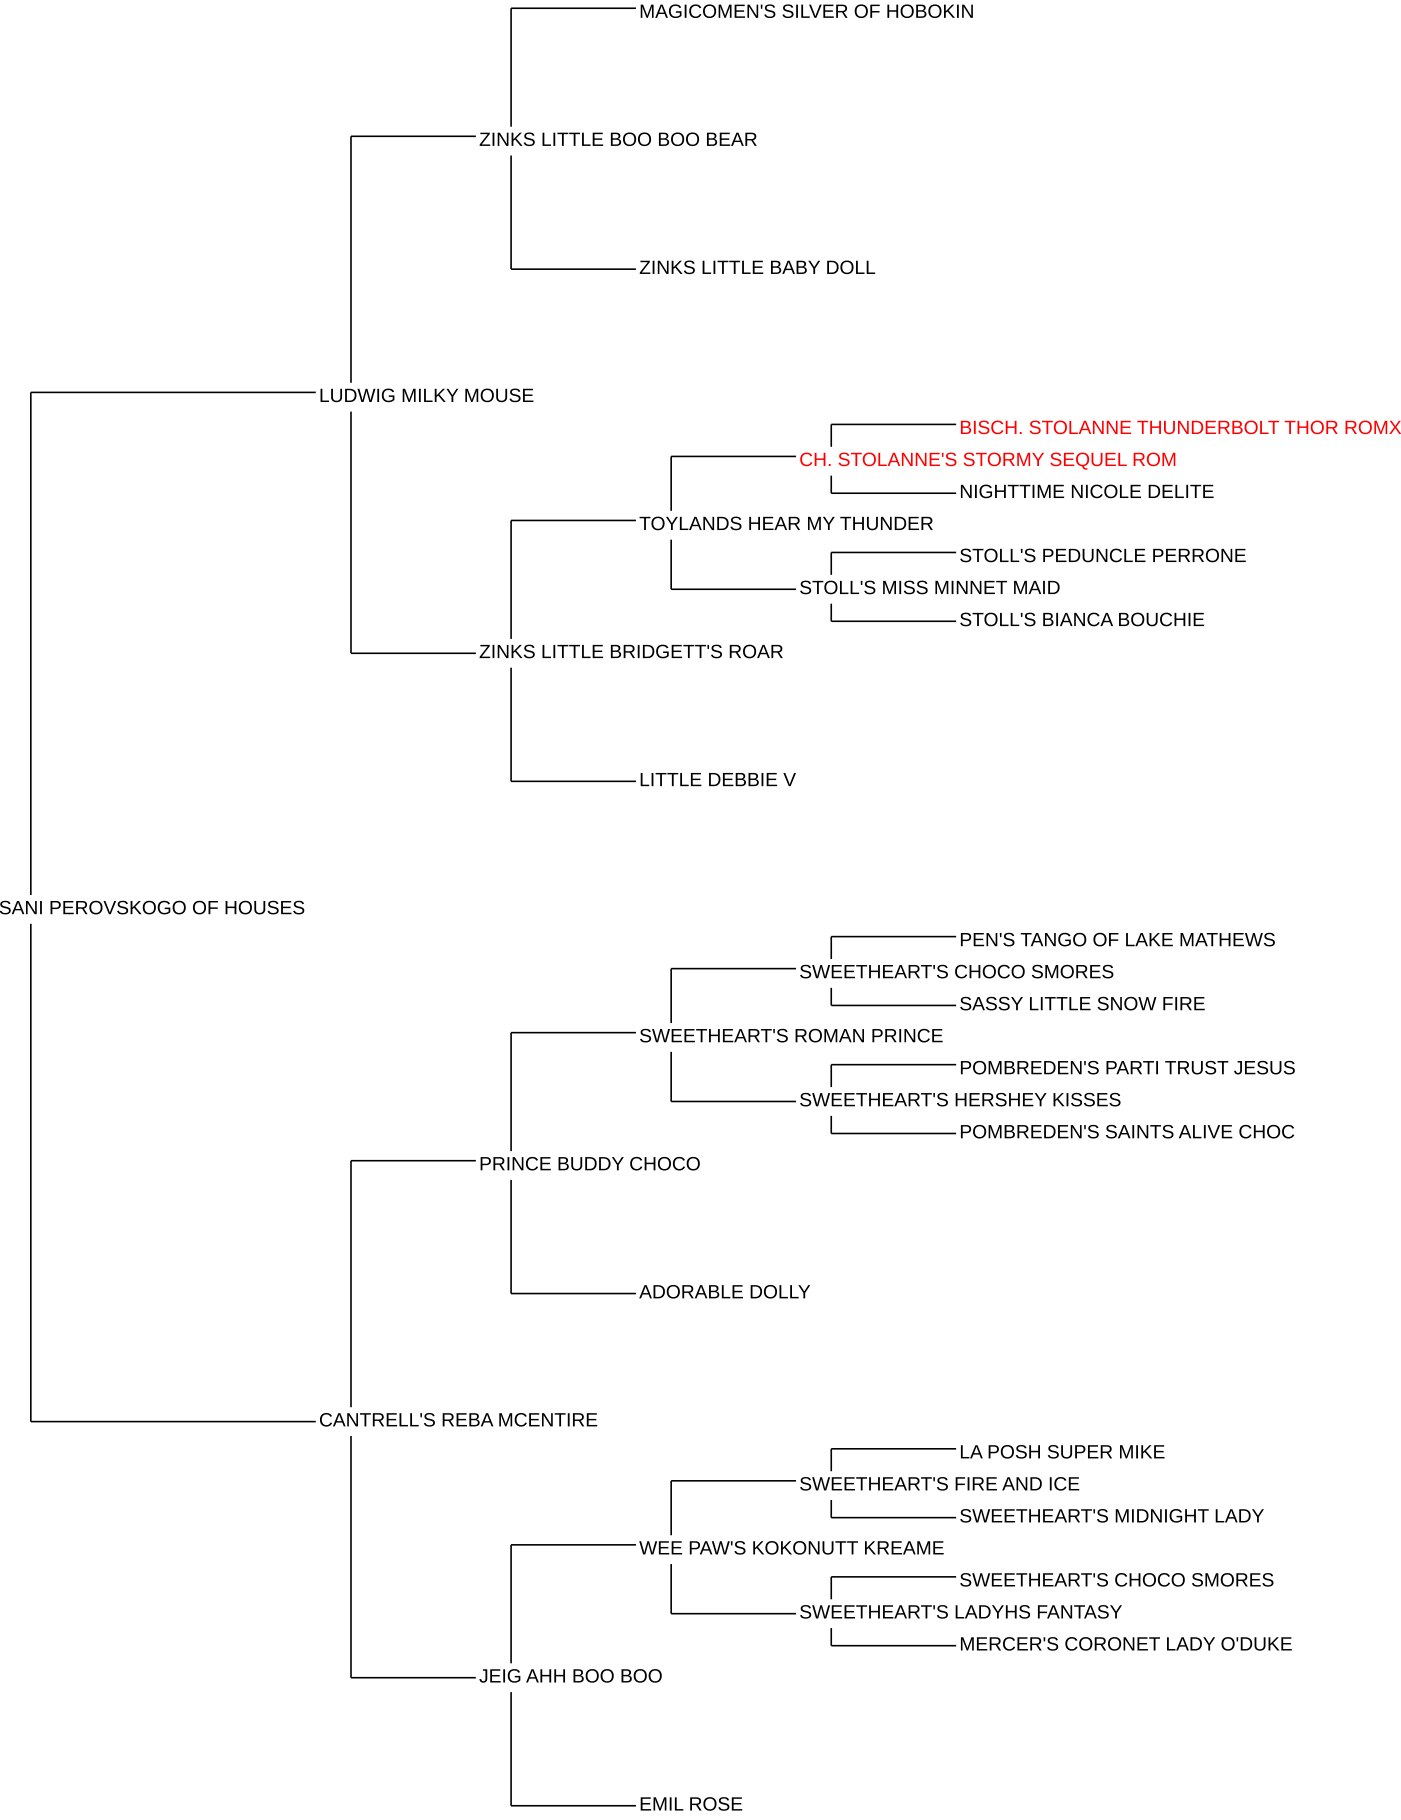 MAGICOMEN'S SILVER OF HOBOKIN
ZINKS LITTLE BOO BOO BEAR
ZINKS LITTLE BABY DOLL
LUDWIG MILKY MOUSE
BISCH. STOLANNE THUNDERBOLT THOR ROMX
CH. STOLANNE'S STORMY SEQUEL ROM
NIGHTTIME NICOLE DELITE
TOYLANDS HEAR MY THUNDER
STOLL'S PEDUNCLE PERRONE
STOLL'S MISS MINNET MAID
STOLL'S BIANCA BOUCHIE
ZINKS LITTLE BRIDGETT'S ROAR
LITTLE DEBBIE V
SANI PEROVSKOGO OF HOUSES
PEN'S TANGO OF LAKE MATHEWS
SWEETHEART'S CHOCO SMORES
SASSY LITTLE SNOW FIRE
SWEETHEART'S ROMAN PRINCE
POMBREDEN'S PARTI TRUST JESUS
SWEETHEART'S HERSHEY KISSES
POMBREDEN'S SAINTS ALIVE CHOC
PRINCE BUDDY CHOCO
ADORABLE DOLLY
CANTRELL'S REBA MCENTIRE
LA POSH SUPER MIKE
SWEETHEART'S FIRE AND ICE
SWEETHEART'S MIDNIGHT LADY
WEE PAW'S KOKONUTT KREAME
SWEETHEART'S CHOCO SMORES
SWEETHEART'S LADYHS FANTASY
MERCER'S CORONET LADY O'DUKE
JEIG AHH BOO BOO
EMIL ROSE